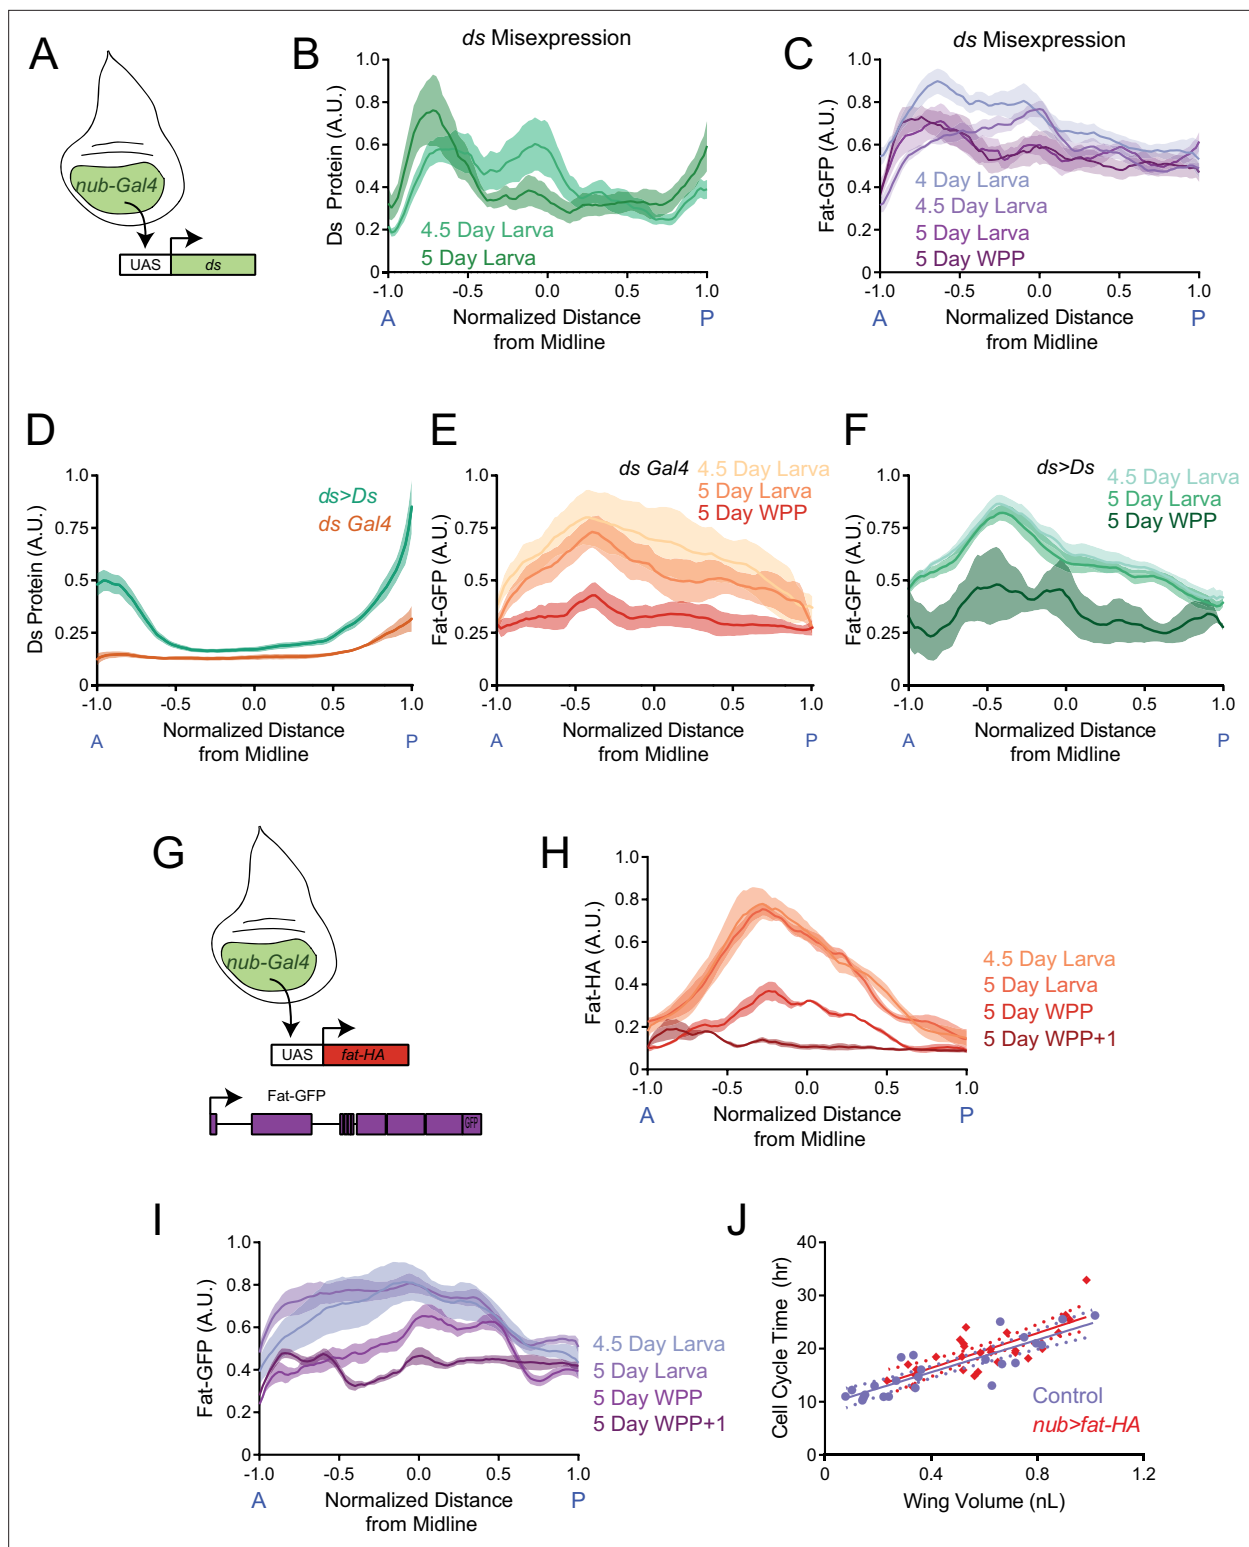 A
nub-Gal4
UAS
ds
B
ds Misexpression
Ds Protein (A.U.)
1.0
0.8
0.6
0.4
0.2
0
4.5 Day Larva
5 Day Larva
-1.0
-0.5
0.0
0.5
1.0
A
Normalized Distance
from Midline
P
C
ds Misexpression
Fat-GFP (A.U.)
1.0
0.8
0.6
0.4
0.2
0
4 Day Larva
4.5 Day Larva
5 Day Larva
5 Day WPP
-1.0
-0.5
0.0
0.5
1.0
A
Normalized Distance
from Midline
P
D
Ds Protein (A.U.)
1.0
0.75
0.5
0.25
0
ds>Ds
ds Gal4
-1.0
-0.5
0.0
0.5
1.0
A
Normalized Distance
from Midline
P
E
Fat-GFP (A.U.)
1.0
0.75
0.5
0.25
0
ds Gal4
4.5 Day Larva
5 Day Larva
5 Day WPP
-1.0
-0.5
0.0
0.5
1.0
A
Normalized Distance
from Midline
P
F
Fat-GFP (A.U.)
1.0
0.75
0.5
0.25
0
ds>Ds
4.5 Day Larva
5 Day Larva
5 Day WPP
-1.0
-0.5
0.0
0.5
1.0
A
Normalized Distance
from Midline
P
G
nub-Gal4
UAS
fat-HA
Fat-GFP
GFP
H
Fat-HA (A.U.)
1.0
0.8
0.6
0.4
0.2
0
4.5 Day Larva
5 Day Larva
5 Day WPP
5 Day WPP+1
-1.0
-0.5
0.0
0.5
1.0
A
Normalized Distance
from Midline
P
I
Fat-GFP (A.U.)
1.0
0.8
0.6
0.4
0.2
0
4.5 Day Larva
5 Day Larva
5 Day WPP
5 Day WPP+1
-1.0
-0.5
0.0
0.5
1.0
A
Normalized Distance
from Midline
P
J
Cell Cycle Time (hr)
40
30
20
10
0
Control
nub>fat-HA
0
0.4
0.8
1.2
Wing Volume (nL)